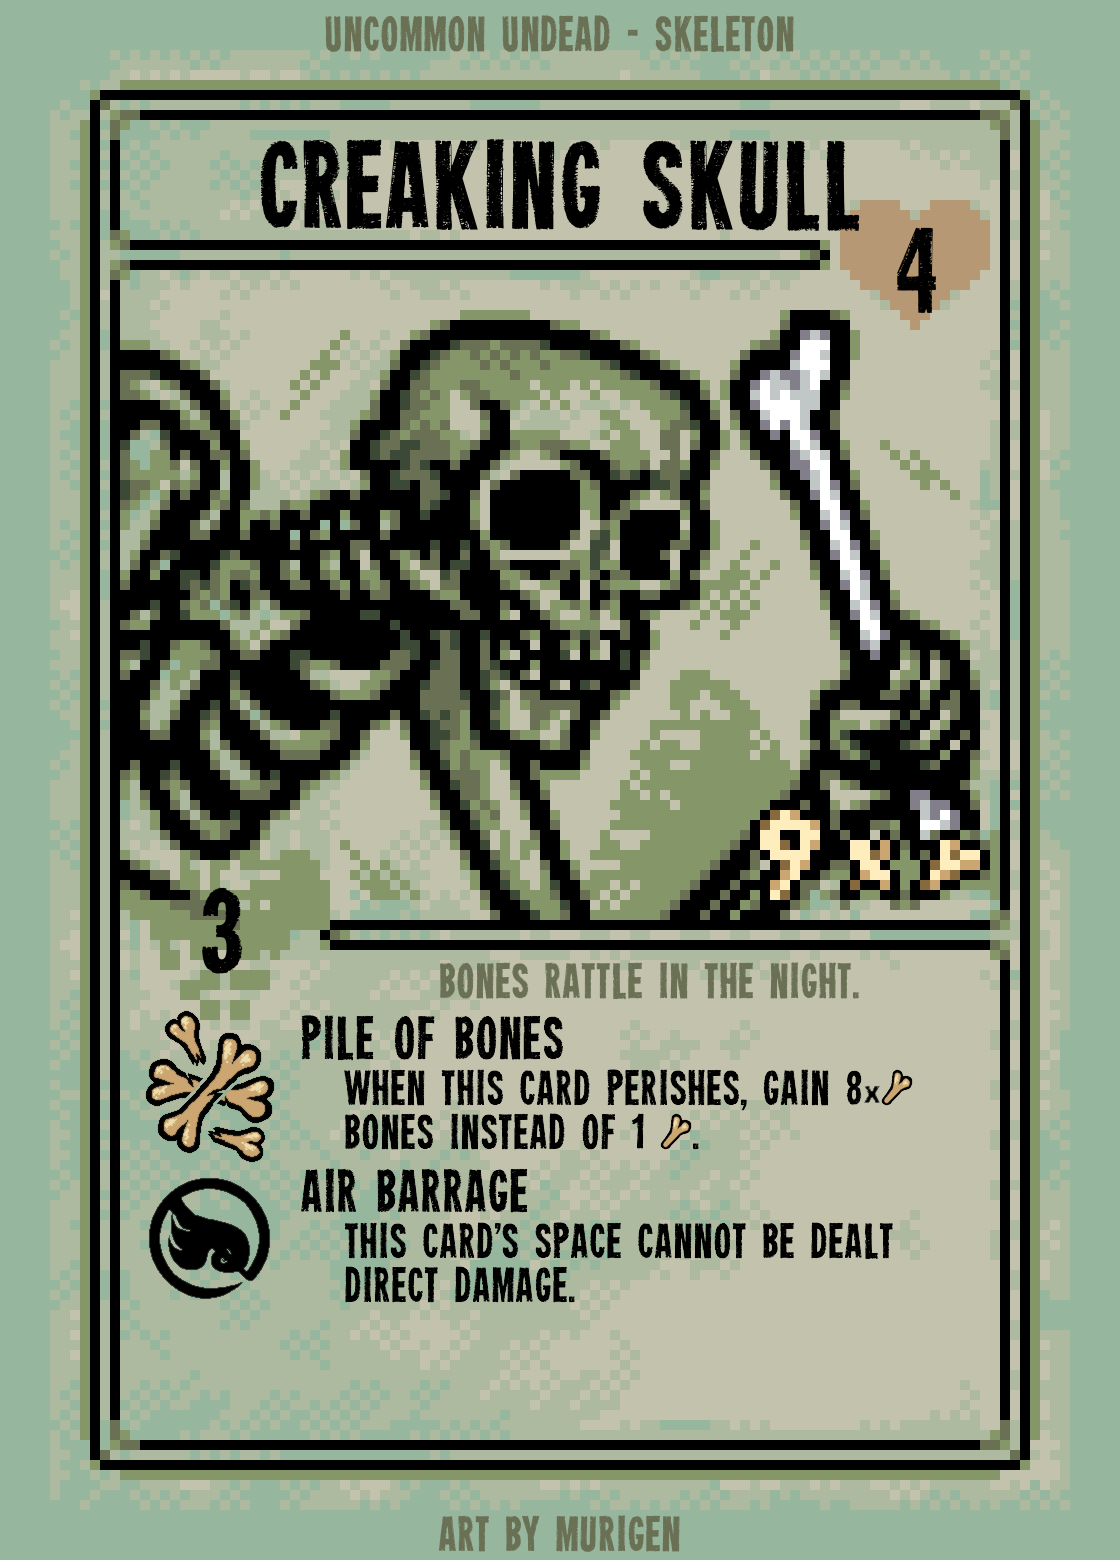 UNCOMMON UNDEAD - SKELETON
CREAKING SKULL
4
9 x
3
BONES RATTLE IN THE NIGHT.
PILE OF BONES
WHEN THIS CARD PERISHES, GAIN 8x
BONES INSTEAD OF 1 .
AIR BARRAGE
THIS CARD'S SPACE CANNOT BE DEALT
DIRECT DAMAGE.
ART BY MURIGEN